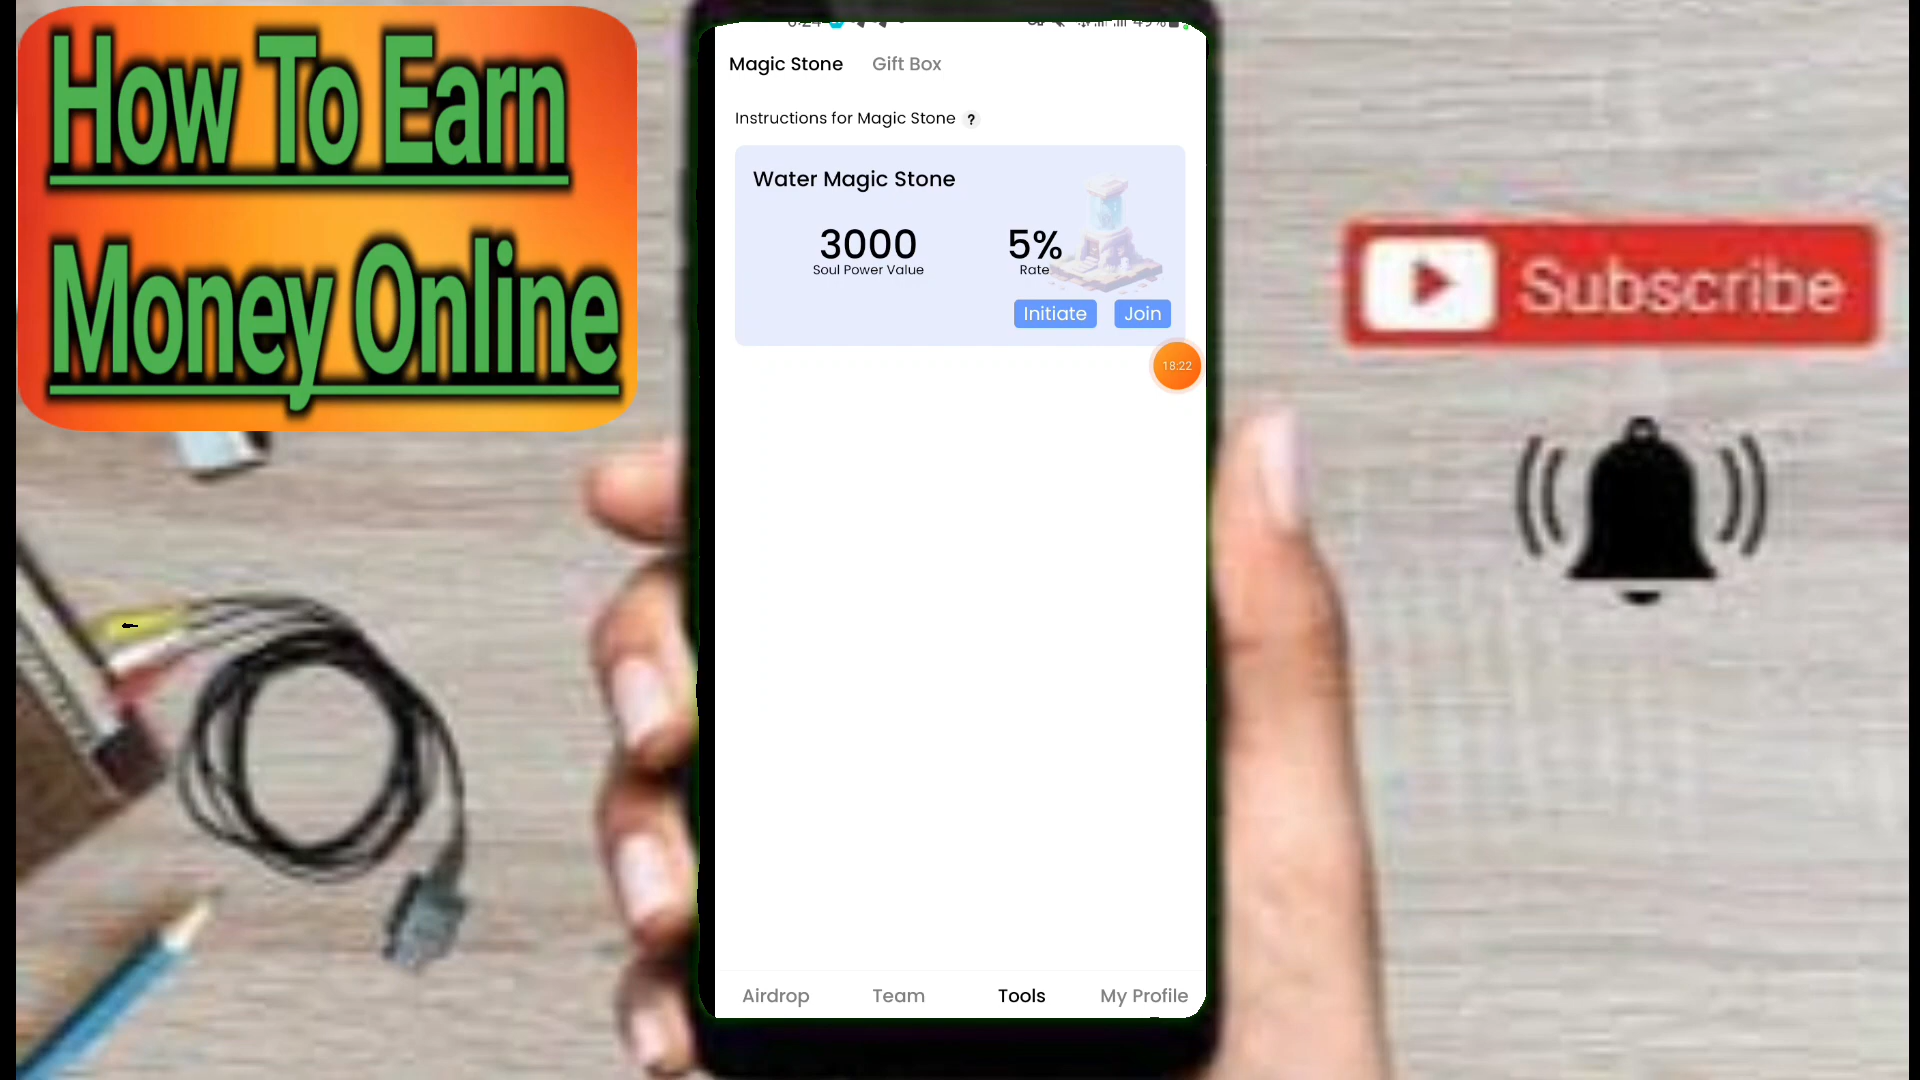 How To Earn
Money Online
Magic Stone Gift Box
Instructions for Magic Stone ?
Water Magic Stone
3000 5%
Soul Power Value Rate
Initiate Join
18:22
Subscribe
Airdrop Team Tools My Profile